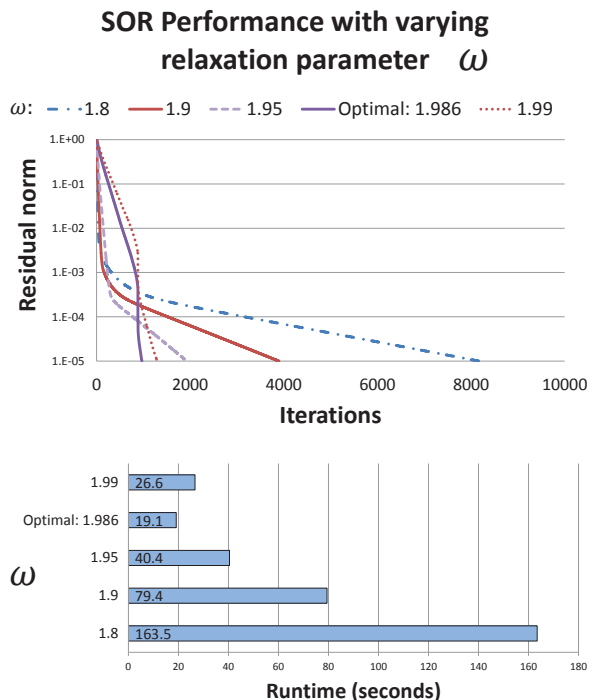 SOR Performance with varying
relaxation parameter ω
ω: 1.8 1.9 1.95 Optimal: 1.986 1.99
1.E+00
1.E-01
1.E-02
1.E-03
1.E-04
1.E-05
Residual norm
0 2000 4000 6000 8000 10000
Iterations
1.99 26.6
Optimal: 1.986 19.1
1.95 40.4
ω
1.9 79.4
1.8 163.5
0 20 40 60 80 100 120 140 160 180
Runtime (seconds)